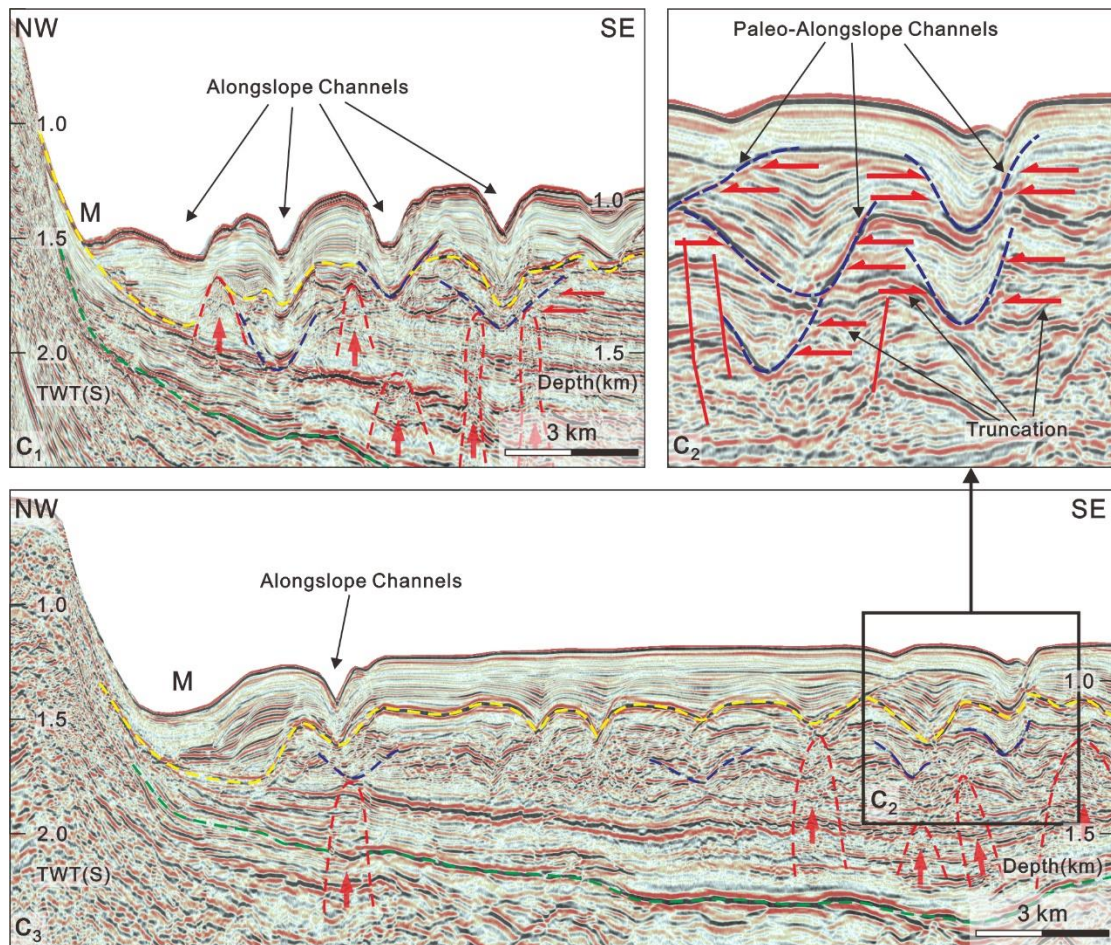 NW
SE
Alongslope Channels
1.0
M
1.0
1.5
2.0
1.5
TWT(S)
Depth(km)
3 km
C1
Paleo-Alongslope Channels
Truncation
C2
NW
SE
Alongslope Channels
1.0
M
1.0
1.5
C2
2.0
1.5
TWT(S)
Depth(km)
3 km
C3